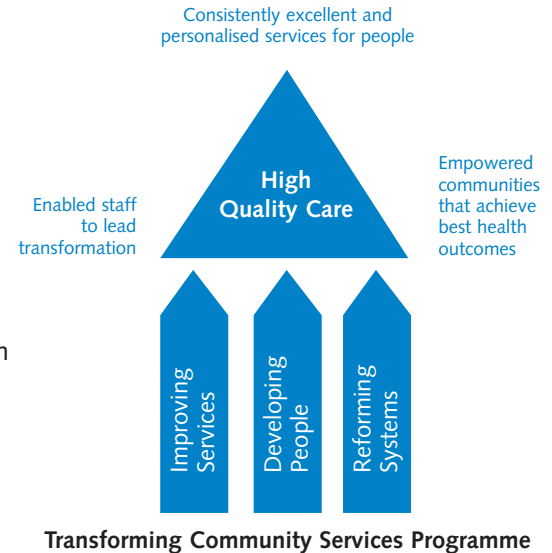 Consistently excellent and
personalised services for people
High
Quality Care
Enabled staff
to lead
transformation
Empowered
communities
that achieve
best health
outcomes
n
Improving
Services
Developing
People
Reforming
Systems
Transforming Community Services Programme